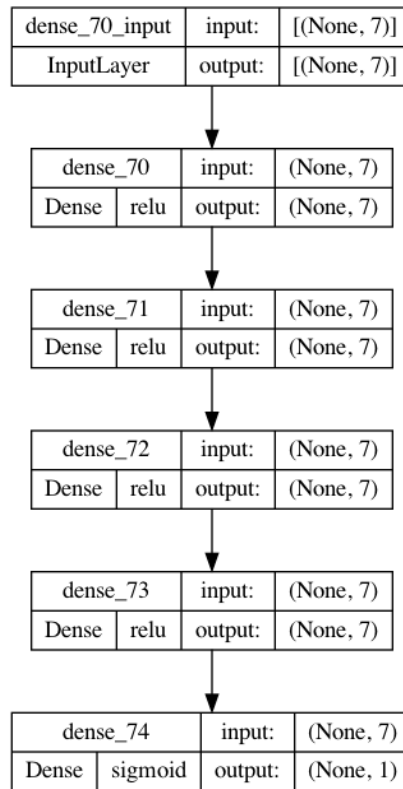 dense_70_input input: [(None, 7)]
InputLayer output: [(None, 7)]
dense_70 input: (None, 7)
Dense relu output: (None, 7)
dense_71 input: (None, 7)
Dense relu output: (None, 7)
dense_72 input: (None, 7)
Dense relu output: (None, 7)
dense_73 input: (None, 7)
Dense relu output: (None, 7)
dense_74 input: (None, 7)
Dense sigmoid output: (None, 1)